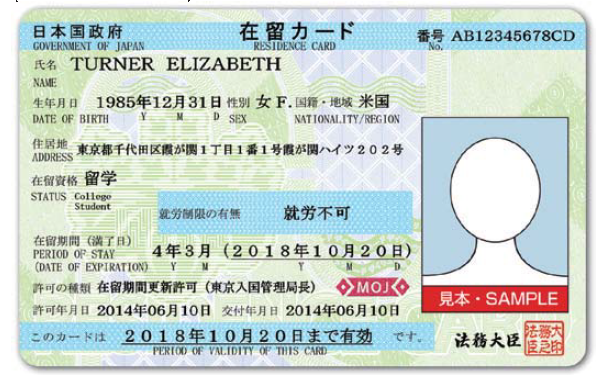 日本国政府 在留カード 番号 AB12345678CD
GOVERNMENT OF JAPAN RESIDENCE CARD No.
氏名 TURNER ELIZABETH
NAME
生年月日 1985年12月31日 性別 女 F. 国籍・地域 米国
DATE OF BIRTH Y M D SEX NATIONALITY/REGION
住居地 東京都千代田区霞が関1丁目1番1号霞が関ハイツ202号
ADDRESS
在留資格 留学
STATUS College
Student
就労制限の有無 就労不可
在留期間(満了日) 4年3月(2018年10月20日)
PERIOD OF STAY
(DATE OF EXPIRATION) Y M Y M D
許可の種類 在留期間更新許可(東京入国管理局長) MOJ
見本・SAMPLE
許可年月日 2014年06月10日 交付年月日 2014年06月10日
このカードは 2018年10月20日まで有効 です。
PERIOD OF VALIDITY OF THIS CARD
法務大臣 法務大臣之印